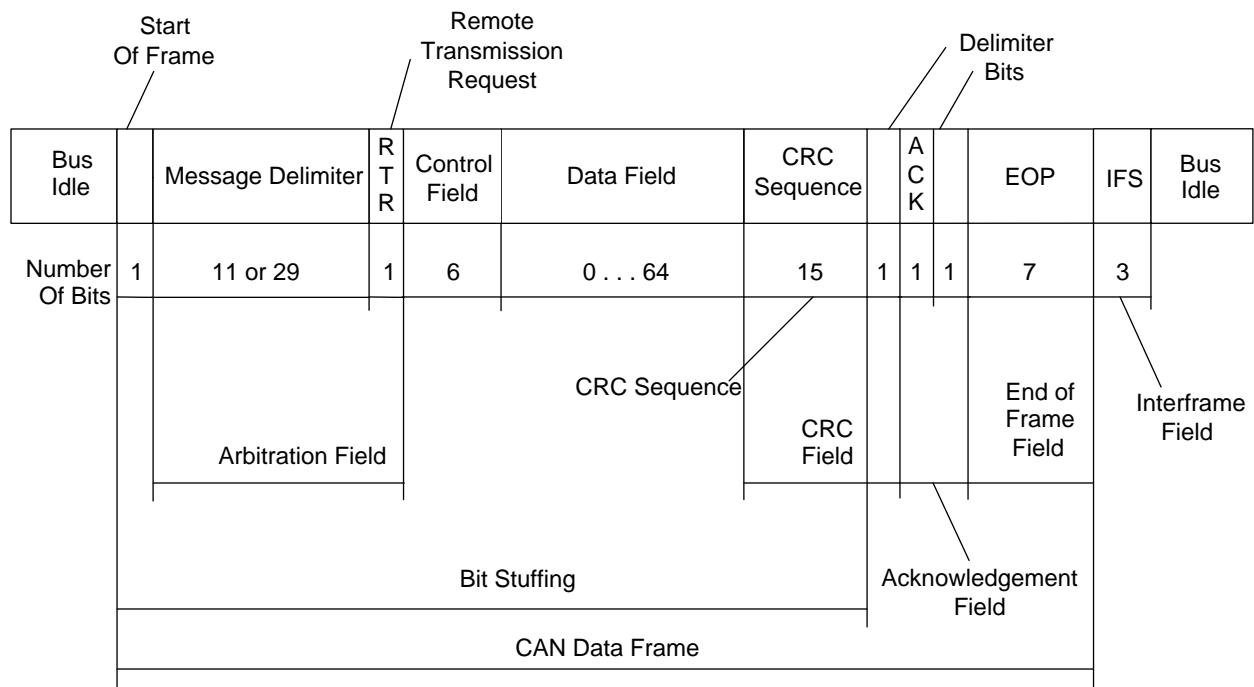 Start
Of Frame
Remote
Transmission
Request
Delimiter
Bits
Bus
Idle
Message Delimiter
R
T
R
Control
Field
Data Field
CRC
Sequence
A
C
K
EOP
IFS
Bus
Idle
Number
Of Bits
1
11 or 29
1
6
0 . . . 64
15
1
1
1
7
3
CRC Sequence
End of
Frame
Field
Interframe
Field
Arbitration Field
CRC
Field
Bit Stuffing
Acknowledgement
Field
CAN Data Frame